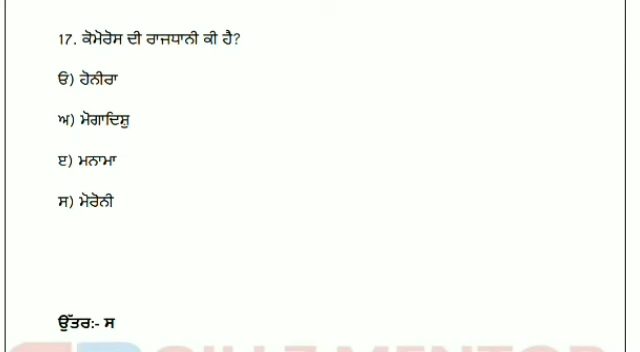 17. ਕੋਮੋਰੋਸ ਦੀ ਰਾਜਧਾਨੀ ਕੀ ਹੈ?
ੳ) ਹੋਨੀਰਾ
ਅ) ਮੋਗਾਦਿਸ਼ੂ
ੲ) ਮਨਾਮਾ
ਸ) ਮੋਰੋਨੀ
ਉੱਤਰ:- ਸ